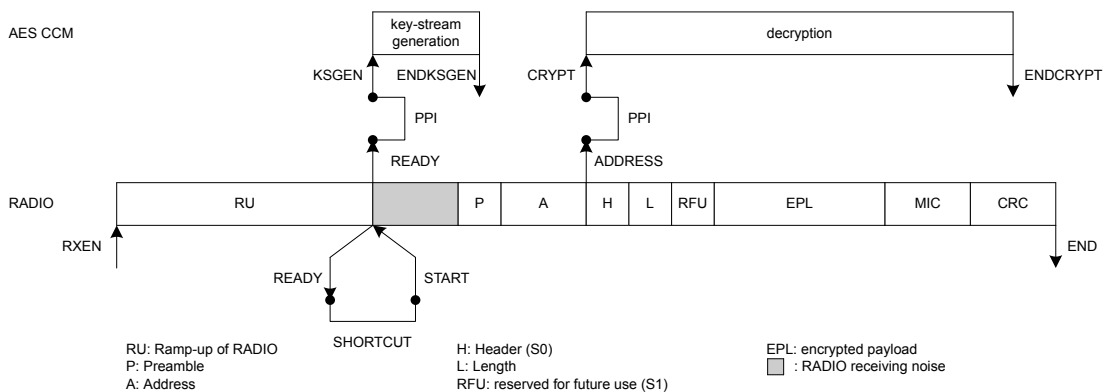 AES CCM
key-stream
generation
decryption
KSGEN
ENDKSGEN
CRYPT
ENDCRYPT
PPI
PPI
READY
ADDRESS
RADIO
RU
P
A
H
L
RFU
EPL
MIC
CRC
RXEN
END
READY
START
SHORTCUT
RU: Ramp-up of RADIO
P: Preamble
A: Address
H: Header (S0)
L: Length
RFU: reserved for future use (S1)
EPL: encrypted payload
: RADIO receiving noise